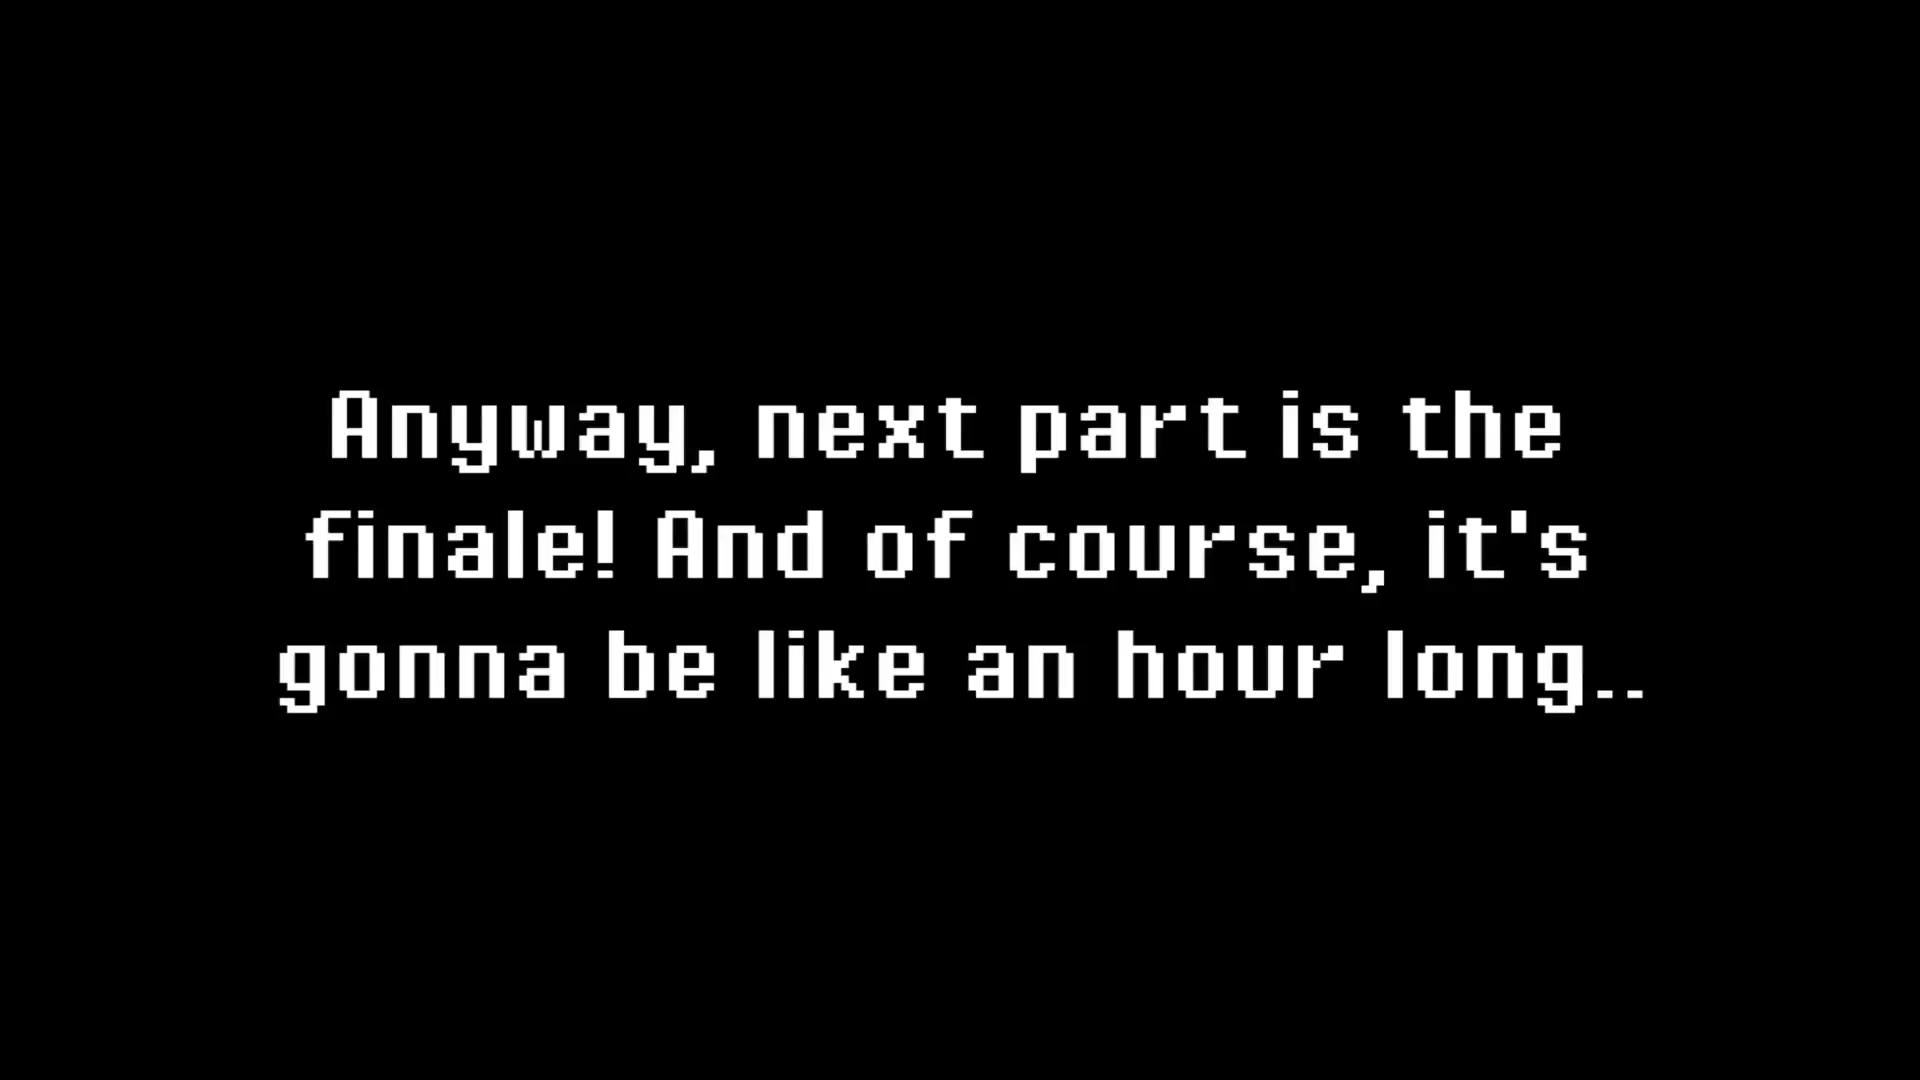 Anyway, next part is the
finale! And of course, it's
gonna be like an hour long..